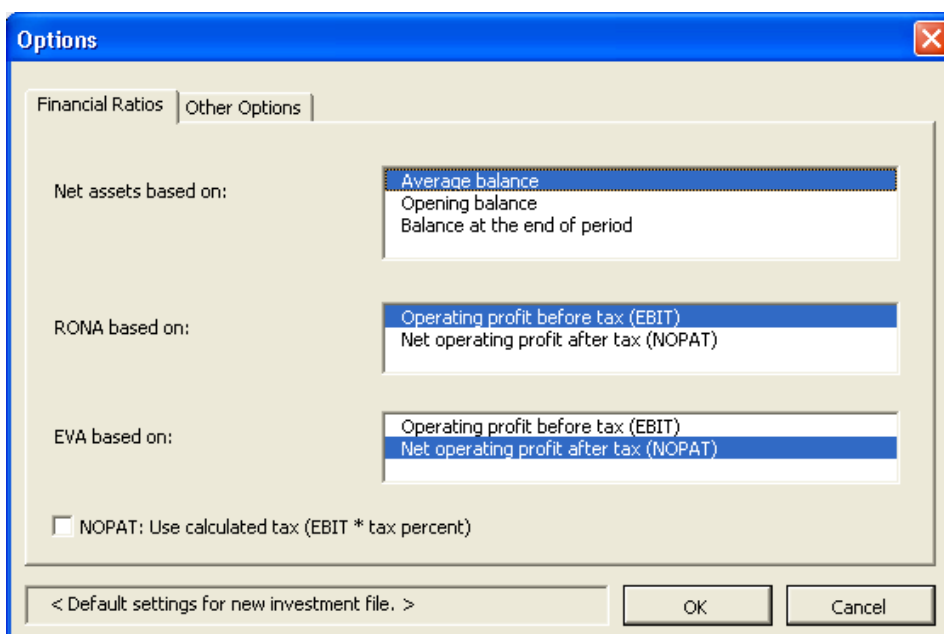 Options
Financial Ratios
Other Options
Net assets based on:
Average balance
Opening balance
Balance at the end of period
RONA based on:
Operating profit before tax (EBIT)
Net operating profit after tax (NOPAT)
EVA based on:
Operating profit before tax (EBIT)
Net operating profit after tax (NOPAT)
NOPAT: Use calculated tax (EBIT * tax percent)
< Default settings for new investment file. >
OK
Cancel